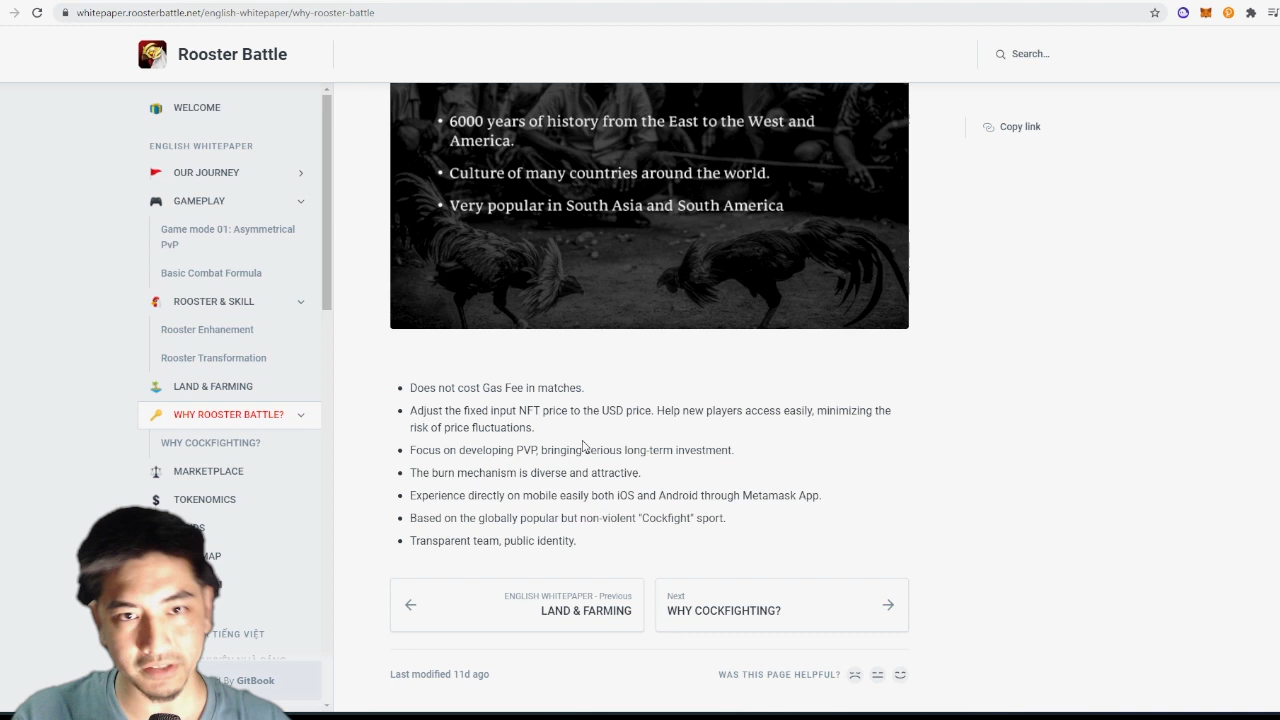 whitepaper.roosterbattle.net/english-whitepaper/why-rooster-battle
Rooster Battle
Search...
WELCOME
ENGLISH WHITEPAPER
OUR JOURNEY
GAMEPLAY
Game mode 01: Asymmetrical
PvP
Basic Combat Formula
ROOSTER & SKILL
Rooster Enhanement
Rooster Transformation
LAND & FARMING
WHY ROOSTER BATTLE?
WHY COCKFIGHTING?
MARKETPLACE
TOKENOMICS
TIẾNG VIỆT
By GitBook
• 6000 years of history from the East to the West and
America.
• Culture of many countries around the world.
• Very popular in South Asia and South America
• Does not cost Gas Fee in matches.
• Adjust the fixed input NFT price to the USD price. Help new players access easily, minimizing the
risk of price fluctuations.
• Focus on developing PVP, bringing serious long-term investment.
• The burn mechanism is diverse and attractive.
• Experience directly on mobile easily both iOS and Android through Metamask App.
• Based on the globally popular but non-violent "Cockfight" sport.
• Transparent team, public identity.
ENGLISH WHITEPAPER - Previous
LAND & FARMING
Next
WHY COCKFIGHTING?
Last modified 11d ago
WAS THIS PAGE HELPFUL?
Copy link